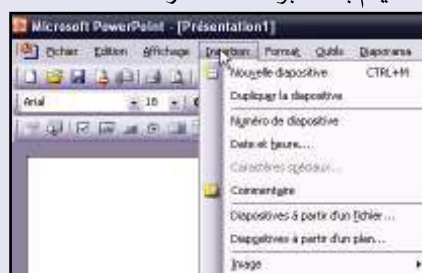 Microsoft PowerPoint - [Présentation1]
Fichier Edition Affichage Insertion Format Outils Diaporama
Arial 18
Nouvelle diapositive CTRL+M
Dupliquer la diapositive
Numéro de diapositive
Date et heure...
Caractères spéciaux...
Commentaire
Diapositives à partir d'un fichier...
Diapositives à partir d'un plan...
Image